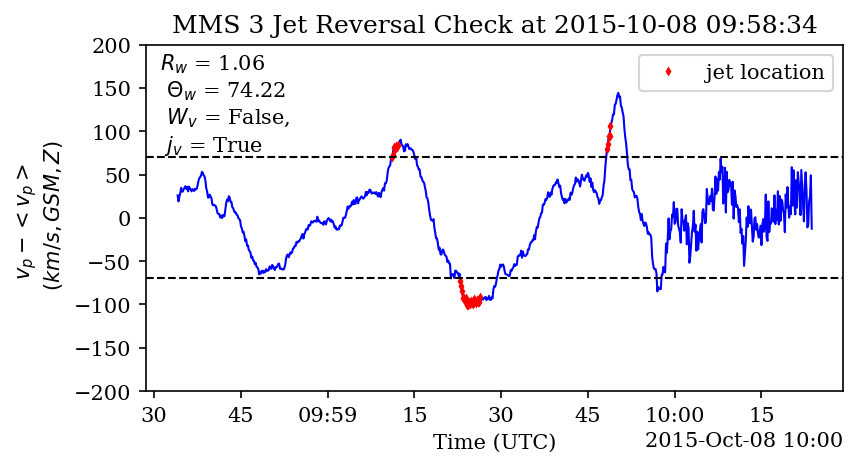 MMS 3 Jet Reversal Check at 2015-10-08 09:58:34
200
150
100
50
0
−50
−100
−150
−200
v_p − <v_p>
(km/s, GSM, Z)
R_w = 1.06
Θ_w = 74.22
W_v = False,
j_v = True
jet location
30 45 09:59 15 30 45 10:00 15
Time (UTC)
2015-Oct-08 10:00